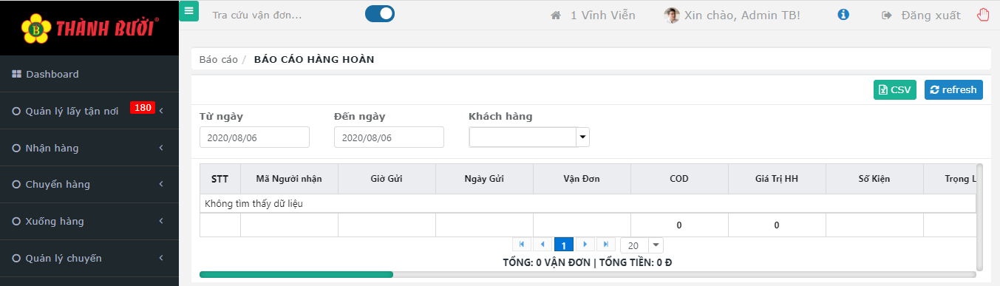 THÀNH BƯỞI®
B
Tra cứu vận đơn...
1 Vĩnh Viễn
Xin chào, Admin TB!
Đăng xuất
Dashboard
Quản lý lấy tận nơi 180
Nhận hàng
Chuyển hàng
Xuống hàng
Quản lý chuyến
Báo cáo / BÁO CÁO HÀNG HOÀN
CSV refresh
Từ ngày Đến ngày Khách hàng
2020/08/06 2020/08/06
STT Mã Người nhận Giờ Gửi Ngày Gửi Vận Đơn COD Giá Trị HH Số Kiện Trọng L
Không tìm thấy dữ liệu
0 0
1 20
TỔNG: 0 VẬN ĐƠN | TỔNG TIỀN: 0 Đ